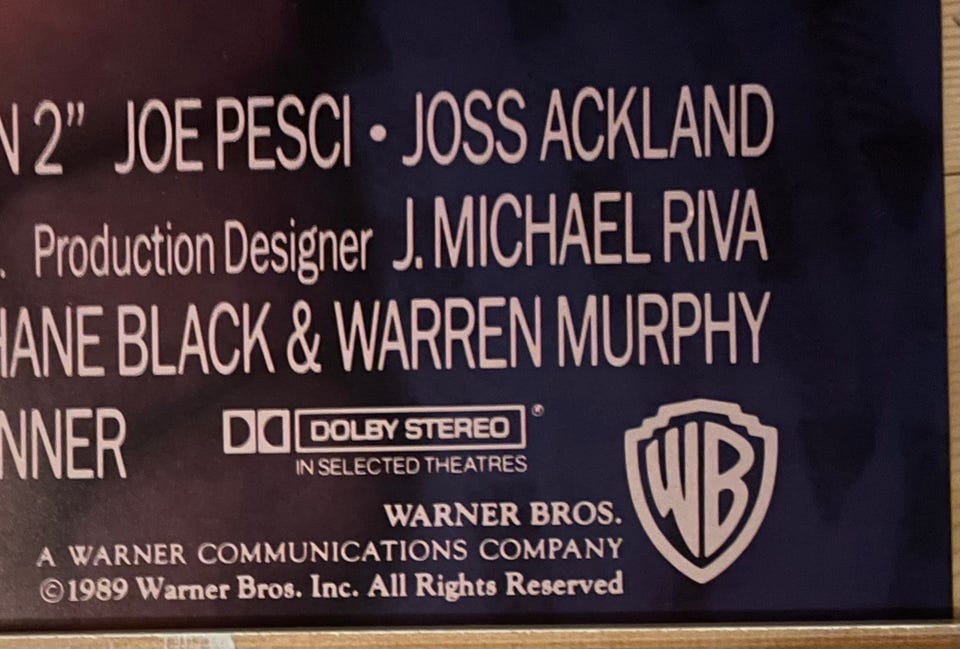 N 2” JOE PESCI • JOSS ACKLAND
. Production Designer J. MICHAEL RIVA
HANE BLACK & WARREN MURPHY
NNER DOLBY STEREO ®
IN SELECTED THEATRES
WARNER BROS.
A WARNER COMMUNICATIONS COMPANY
©1989 Warner Bros. Inc. All Rights Reserved
WB